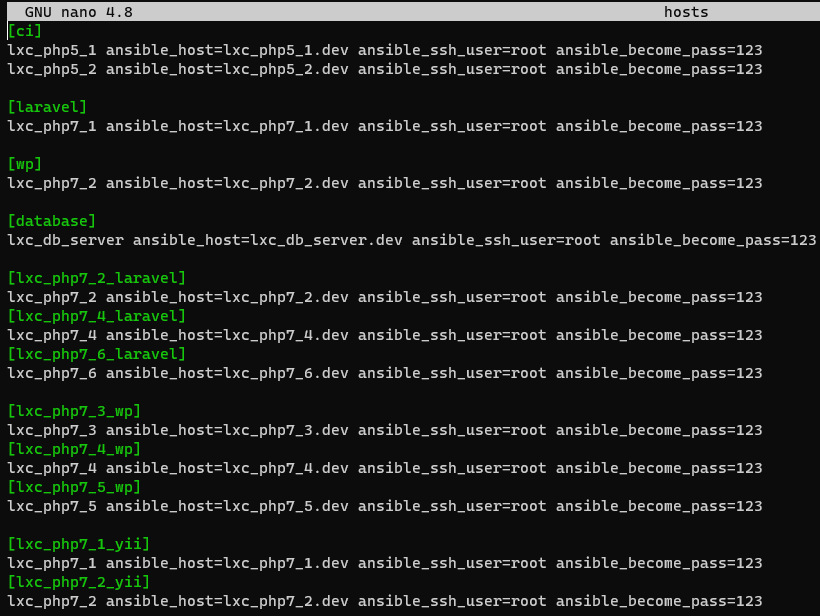 GNU nano 4.8 hosts
[ci]
lxc_php5_1 ansible_host=lxc_php5_1.dev ansible_ssh_user=root ansible_become_pass=123
lxc_php5_2 ansible_host=lxc_php5_2.dev ansible_ssh_user=root ansible_become_pass=123
[laravel]
lxc_php7_1 ansible_host=lxc_php7_1.dev ansible_ssh_user=root ansible_become_pass=123
[wp]
lxc_php7_2 ansible_host=lxc_php7_2.dev ansible_ssh_user=root ansible_become_pass=123
[database]
lxc_db_server ansible_host=lxc_db_server.dev ansible_ssh_user=root ansible_become_pass=123
[lxc_php7_2_laravel]
lxc_php7_2 ansible_host=lxc_php7_2.dev ansible_ssh_user=root ansible_become_pass=123
[lxc_php7_4_laravel]
lxc_php7_4 ansible_host=lxc_php7_4.dev ansible_ssh_user=root ansible_become_pass=123
[lxc_php7_6_laravel]
lxc_php7_6 ansible_host=lxc_php7_6.dev ansible_ssh_user=root ansible_become_pass=123
[lxc_php7_3_wp]
lxc_php7_3 ansible_host=lxc_php7_3.dev ansible_ssh_user=root ansible_become_pass=123
[lxc_php7_4_wp]
lxc_php7_4 ansible_host=lxc_php7_4.dev ansible_ssh_user=root ansible_become_pass=123
[lxc_php7_5_wp]
lxc_php7_5 ansible_host=lxc_php7_5.dev ansible_ssh_user=root ansible_become_pass=123
[lxc_php7_1_yii]
lxc_php7_1 ansible_host=lxc_php7_1.dev ansible_ssh_user=root ansible_become_pass=123
[lxc_php7_2_yii]
lxc_php7_2 ansible_host=lxc_php7_2.dev ansible_ssh_user=root ansible_become_pass=123